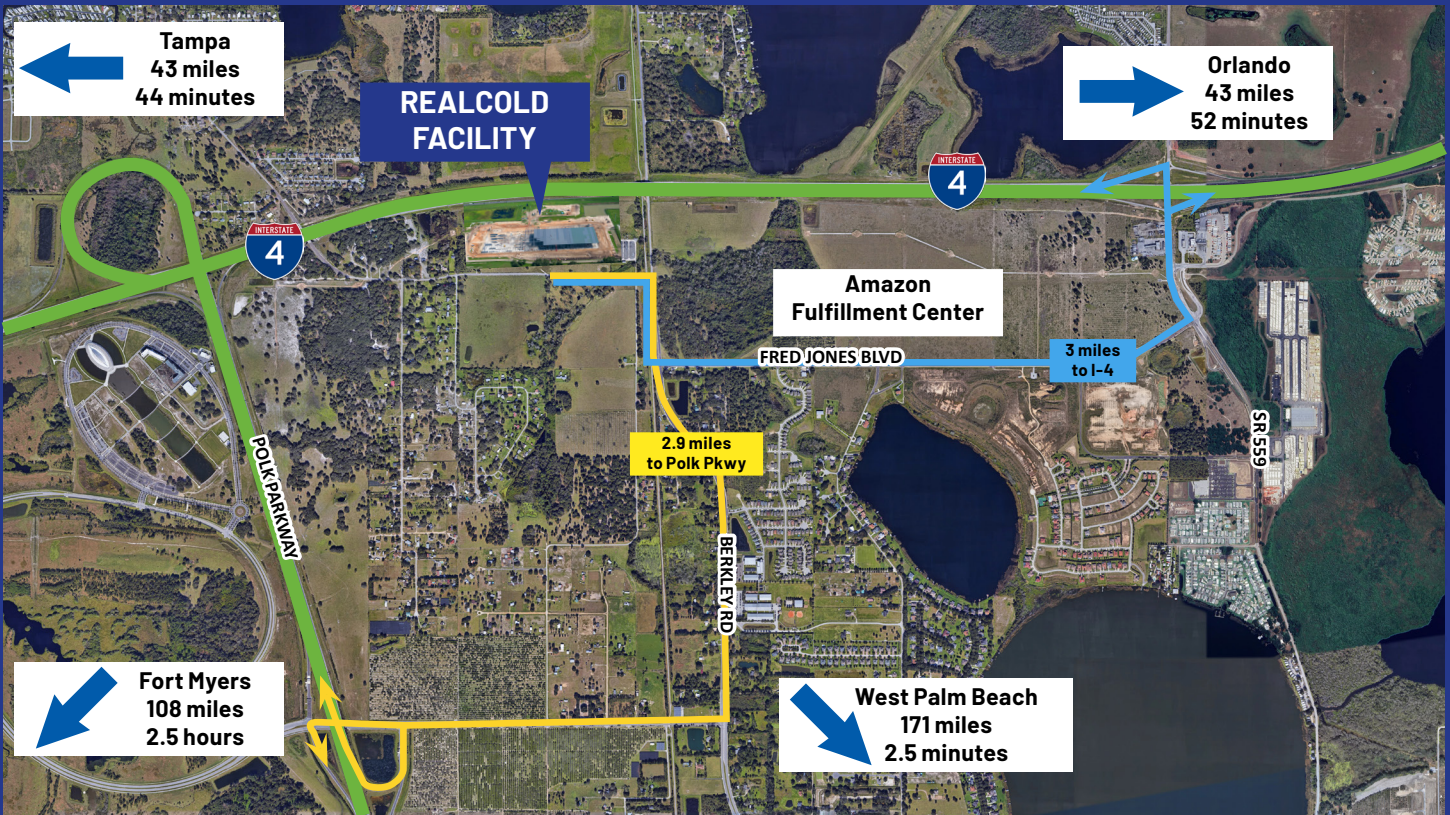 Tampa
43 miles
44 minutes
REALCOLD
FACILITY
Orlando
43 miles
52 minutes
INTERSTATE
4
INTERSTATE
4
Amazon
Fulfillment Center
FRED JONES BLVD
3 miles
to I-4
2.9 miles
to Polk Pkwy
POLK PARKWAY
SR 559
BERKLEY RD
Fort Myers
108 miles
2.5 hours
West Palm Beach
171 miles
2.5 minutes